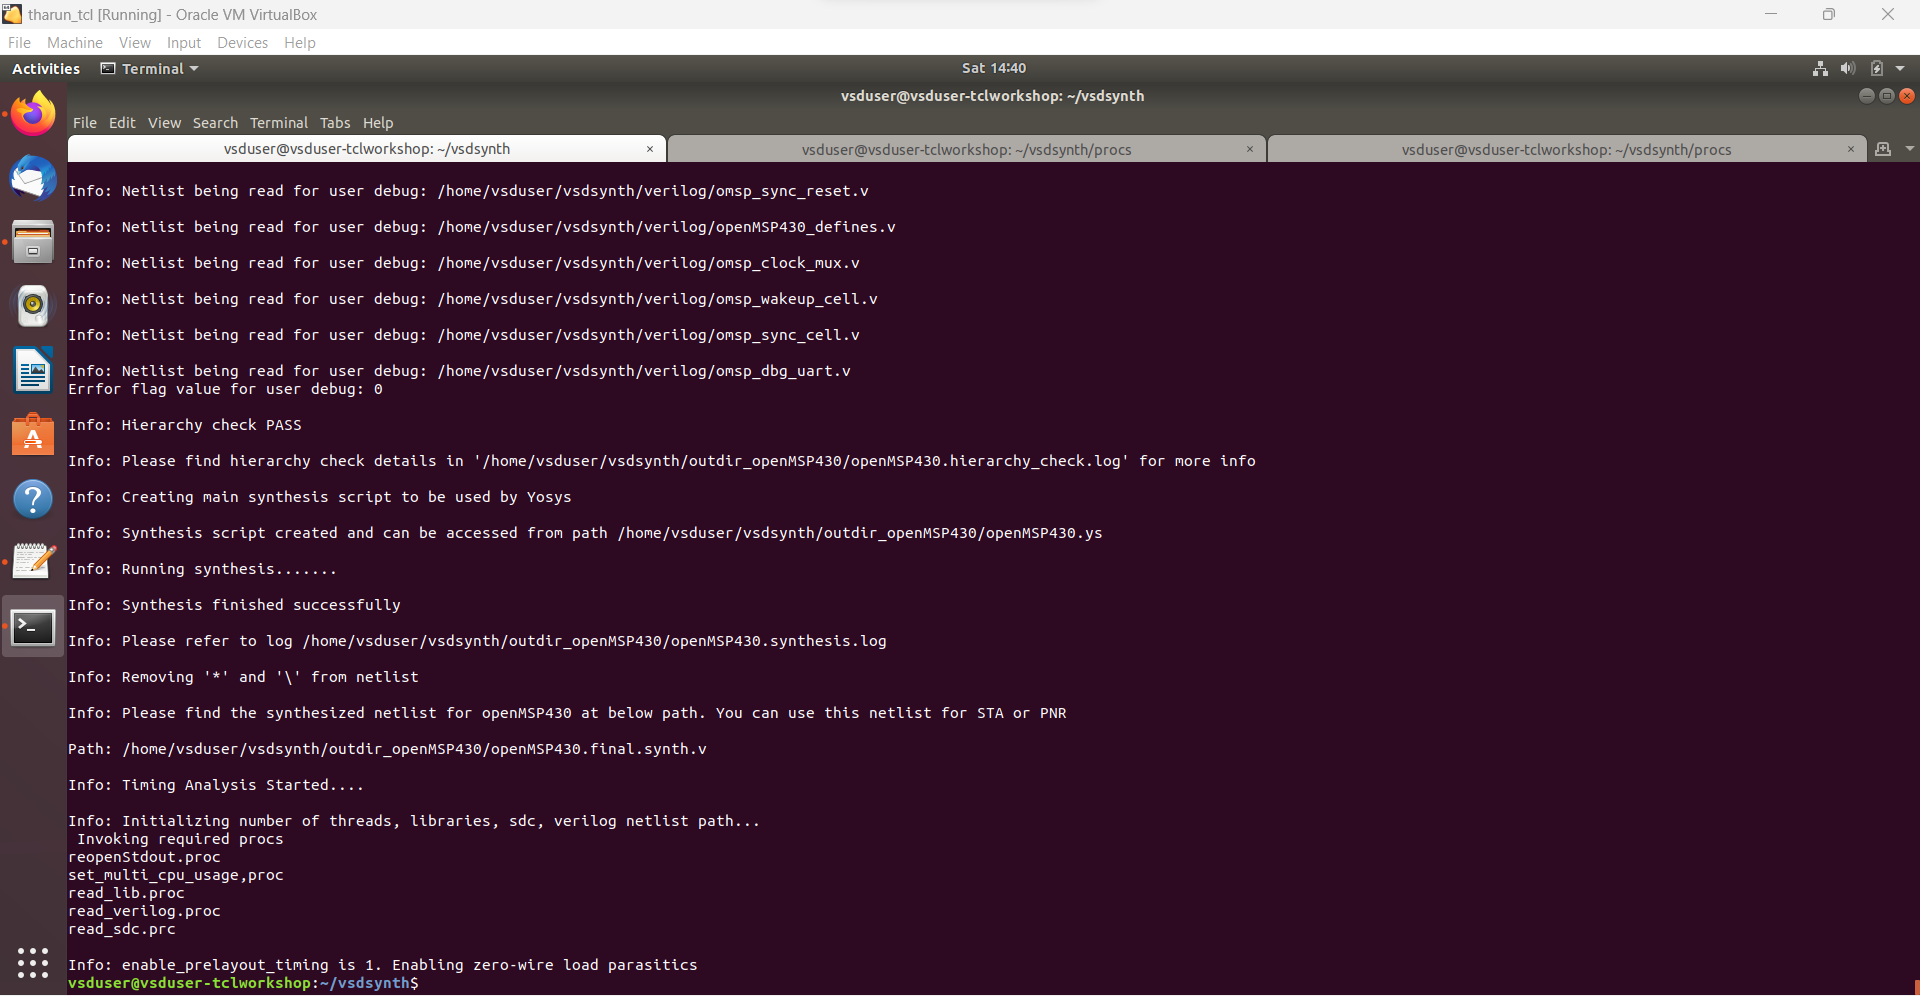 tharun_tcl [Running] - Oracle VM VirtualBox
File Machine View Input Devices Help
Activities Terminal Sat 14:40
vsduser@vsduser-tclworkshop: ~/vsdsynth
File Edit View Search Terminal Tabs Help
vsduser@vsduser-tclworkshop: ~/vsdsynth × vsduser@vsduser-tclworkshop: ~/vsdsynth/procs × vsduser@vsduser-tclworkshop: ~/vsdsynth/procs ×
Info: Netlist being read for user debug: /home/vsduser/vsdsynth/verilog/omsp_sync_reset.v
Info: Netlist being read for user debug: /home/vsduser/vsdsynth/verilog/openMSP430_defines.v
Info: Netlist being read for user debug: /home/vsduser/vsdsynth/verilog/omsp_clock_mux.v
Info: Netlist being read for user debug: /home/vsduser/vsdsynth/verilog/omsp_wakeup_cell.v
Info: Netlist being read for user debug: /home/vsduser/vsdsynth/verilog/omsp_sync_cell.v
Info: Netlist being read for user debug: /home/vsduser/vsdsynth/verilog/omsp_dbg_uart.v
Errfor flag value for user debug: 0
Info: Hierarchy check PASS
Info: Please find hierarchy check details in '/home/vsduser/vsdsynth/outdir_openMSP430/openMSP430.hierarchy_check.log' for more info
Info: Creating main synthesis script to be used by Yosys
Info: Synthesis script created and can be accessed from path /home/vsduser/vsdsynth/outdir_openMSP430/openMSP430.ys
Info: Running synthesis.......
Info: Synthesis finished successfully
Info: Please refer to log /home/vsduser/vsdsynth/outdir_openMSP430/openMSP430.synthesis.log
Info: Removing '*' and '\' from netlist
Info: Please find the synthesized netlist for openMSP430 at below path. You can use this netlist for STA or PNR
Path: /home/vsduser/vsdsynth/outdir_openMSP430/openMSP430.final.synth.v
Info: Timing Analysis Started....
Info: Initializing number of threads, libraries, sdc, verilog netlist path...
Invoking required procs
reopenStdout.proc
set_multi_cpu_usage,proc
read_lib.proc
read_verilog.proc
read_sdc.prc
Info: enable_prelayout_timing is 1. Enabling zero-wire load parasitics
vsduser@vsduser-tclworkshop:~/vsdsynth$